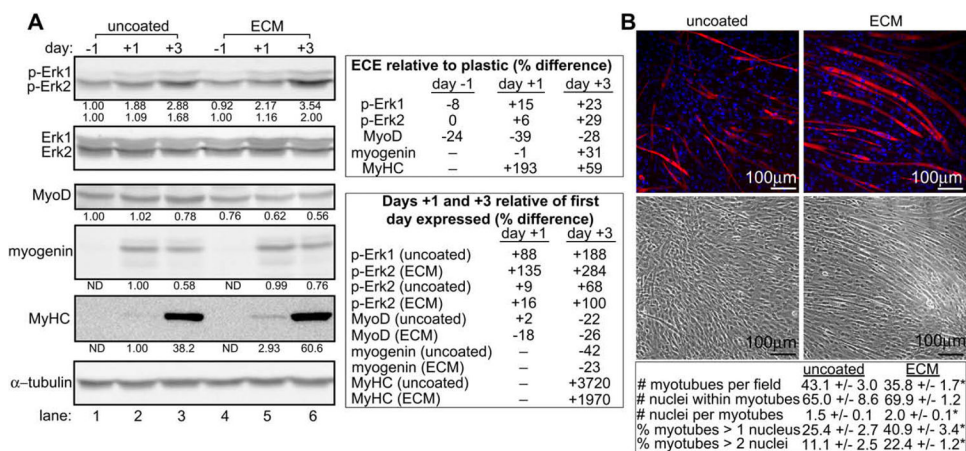 A
uncoated ECM
day: -1 +1 +3 -1 +1 +3
p-Erk1
p-Erk2
1.00 1.88 2.88 0.92 2.17 3.54
1.00 1.09 1.68 1.00 1.16 2.00
Erk1
Erk2
MyoD
1.00 1.02 0.78 0.76 0.62 0.56
myogenin
ND 1.00 0.58 ND 0.99 0.76
MyHC
ND 1.00 38.2 ND 2.93 60.6
α-tubulin
lane: 1 2 3 4 5 6
ECE relative to plastic (% difference)
day -1 day +1 day +3
p-Erk1 -8 +15 +23
p-Erk2 0 +6 +29
MyoD -24 -39 -28
myogenin – -1 +31
MyHC – +193 +59
Days +1 and +3 relative of first
day expressed (% difference)
day +1 day +3
p-Erk1 (uncoated) +88 +188
p-Erk2 (ECM) +135 +284
p-Erk2 (uncoated) +9 +68
p-Erk2 (ECM) +16 +100
MyoD (uncoated) +2 -22
MyoD (ECM) -18 -26
myogenin (uncoated) – -42
myogenin (ECM) – -23
MyHC (uncoated) – +3720
MyHC (ECM) – +1970
B
uncoated ECM
100μm 100μm
100μm 100μm
uncoated ECM
# myotubues per field 43.1 +/- 3.0 35.8 +/- 1.7*
# nuclei within myotubes 65.0 +/- 8.6 69.9 +/- 1.2
# nuclei per myotubes 1.5 +/- 0.1 2.0 +/- 0.1*
% myotubes > 1 nucleus 25.4 +/- 2.7 40.9 +/- 3.4*
% myotubes > 2 nuclei 11.1 +/- 2.5 22.4 +/- 1.2*